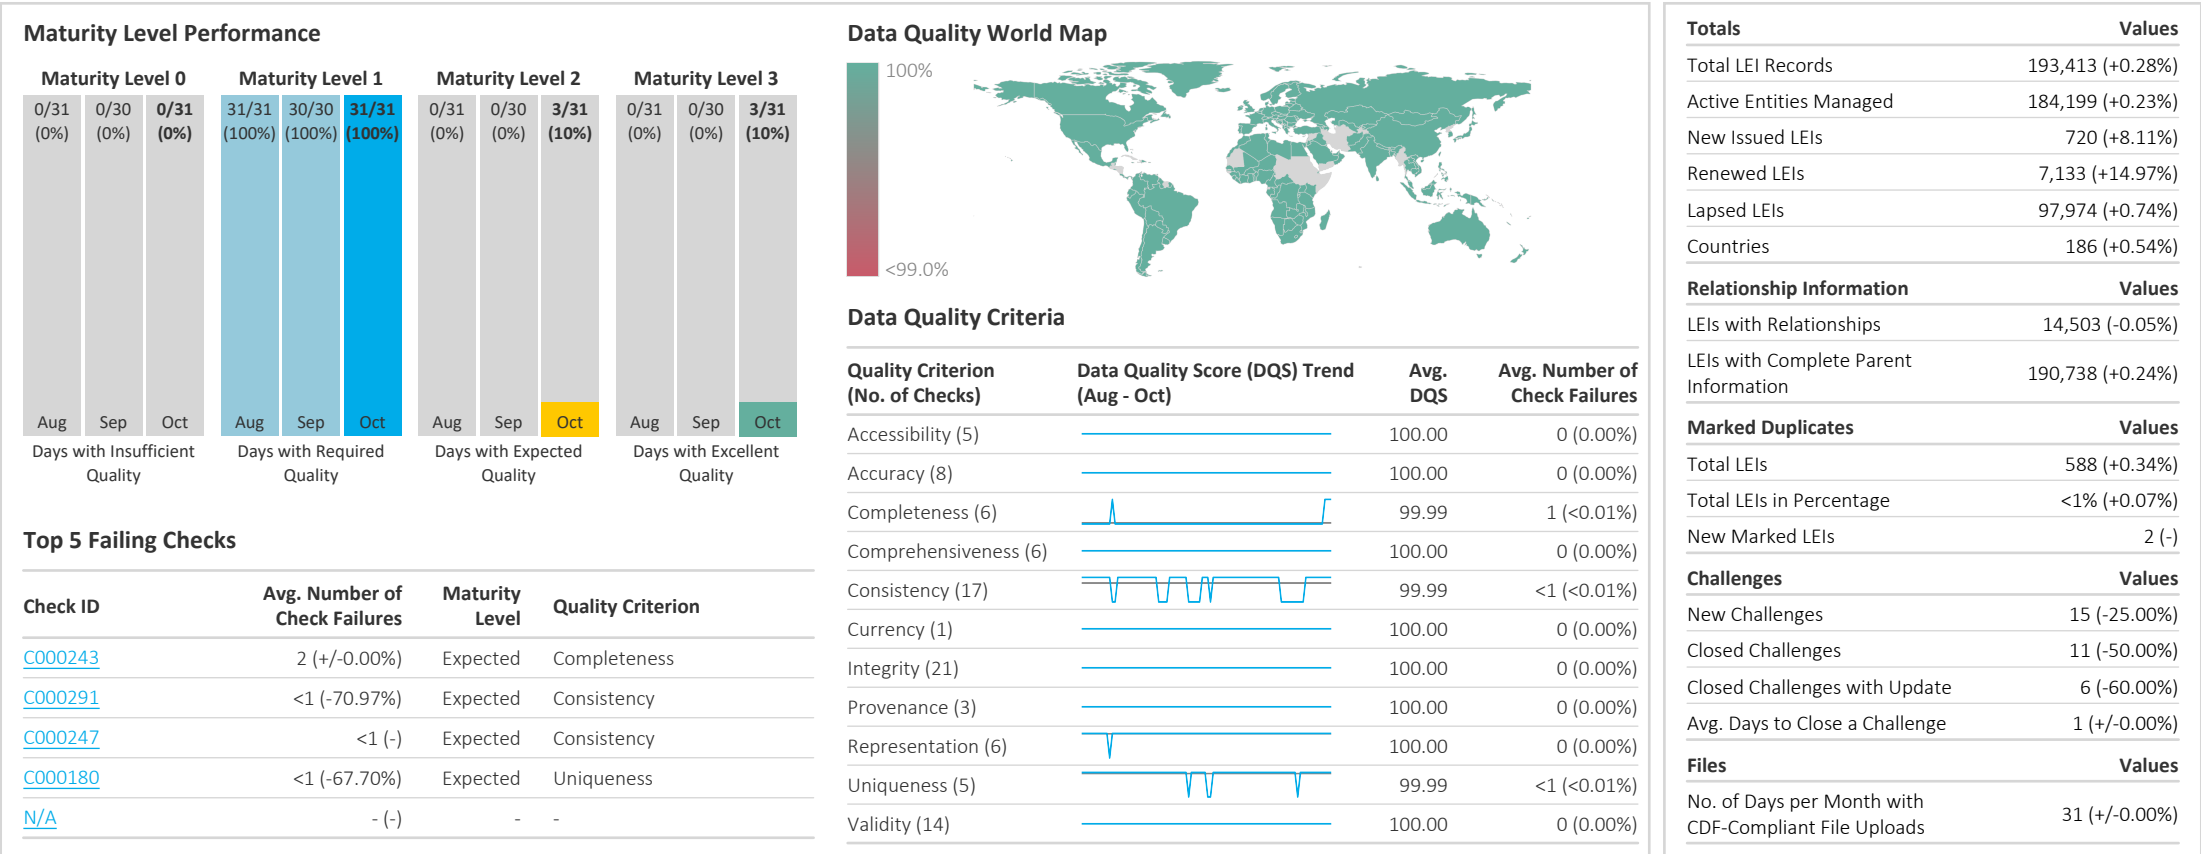 Maturity Level Performance
Maturity Level 0
0/31 0/30 0/31
(0%) (0%) (0%)
Aug Sep Oct
Days with Insufficient
Quality
Maturity Level 1
31/31 30/30 31/31
(100%) (100%) (100%)
Aug Sep Oct
Days with Required
Quality
Maturity Level 2
0/31 0/30 3/31
(0%) (0%) (10%)
Aug Sep Oct
Days with Expected
Quality
Maturity Level 3
0/31 0/30 3/31
(0%) (0%) (10%)
Aug Sep Oct
Days with Excellent
Quality
Top 5 Failing Checks
Check ID Avg. Number of Check Failures Maturity Level Quality Criterion
C000243 2 (+/-0.00%) Expected Completeness
C000291 <1 (-70.97%) Expected Consistency
C000247 <1 (-) Expected Consistency
C000180 <1 (-67.70%) Expected Uniqueness
N/A - (-) - -
Data Quality World Map
100%
<99.0%
Data Quality Criteria
Quality Criterion Data Quality Score (DQS) Trend Avg. Avg. Number of
(No. of Checks) (Aug - Oct) DQS Check Failures
Accessibility (5) 100.00 0 (0.00%)
Accuracy (8) 100.00 0 (0.00%)
Completeness (6) 99.99 1 (<0.01%)
Comprehensiveness (6) 100.00 0 (0.00%)
Consistency (17) 99.99 <1 (<0.01%)
Currency (1) 100.00 0 (0.00%)
Integrity (21) 100.00 0 (0.00%)
Provenance (3) 100.00 0 (0.00%)
Representation (6) 100.00 0 (0.00%)
Uniqueness (5) 99.99 <1 (<0.01%)
Validity (14) 100.00 0 (0.00%)
Totals Values
Total LEI Records 193,413 (+0.28%)
Active Entities Managed 184,199 (+0.23%)
New Issued LEIs 720 (+8.11%)
Renewed LEIs 7,133 (+14.97%)
Lapsed LEIs 97,974 (+0.74%)
Countries 186 (+0.54%)
Relationship Information Values
LEIs with Relationships 14,503 (-0.05%)
LEIs with Complete Parent
Information 190,738 (+0.24%)
Marked Duplicates Values
Total LEIs 588 (+0.34%)
Total LEIs in Percentage <1% (+0.07%)
New Marked LEIs 2 (-)
Challenges Values
New Challenges 15 (-25.00%)
Closed Challenges 11 (-50.00%)
Closed Challenges with Update 6 (-60.00%)
Avg. Days to Close a Challenge 1 (+/-0.00%)
Files Values
No. of Days per Month with
CDF-Compliant File Uploads 31 (+/-0.00%)